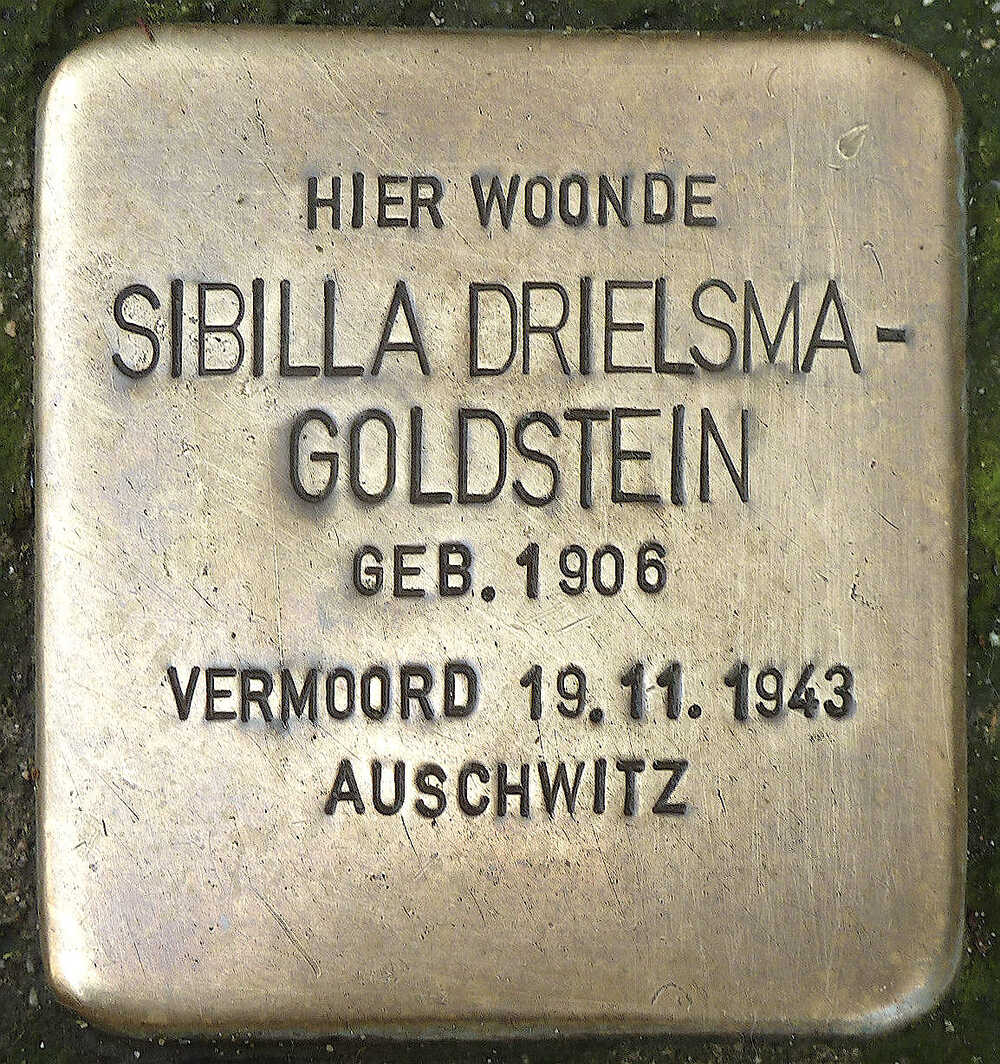 HIER WOONDE
SIBILLA DRIELSMA-
GOLDSTEIN
GEB. 1906
VERMOORD 19.11.1943
AUSCHWITZ